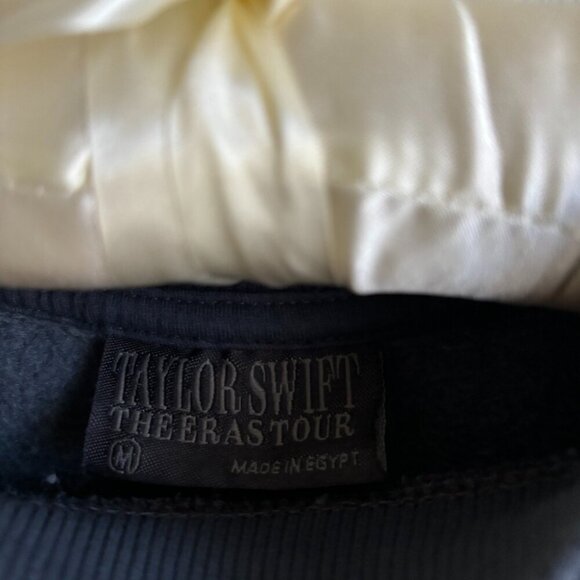 TAYLOR SWIFT
THE ERAS TOUR
M MADE IN EGYPT